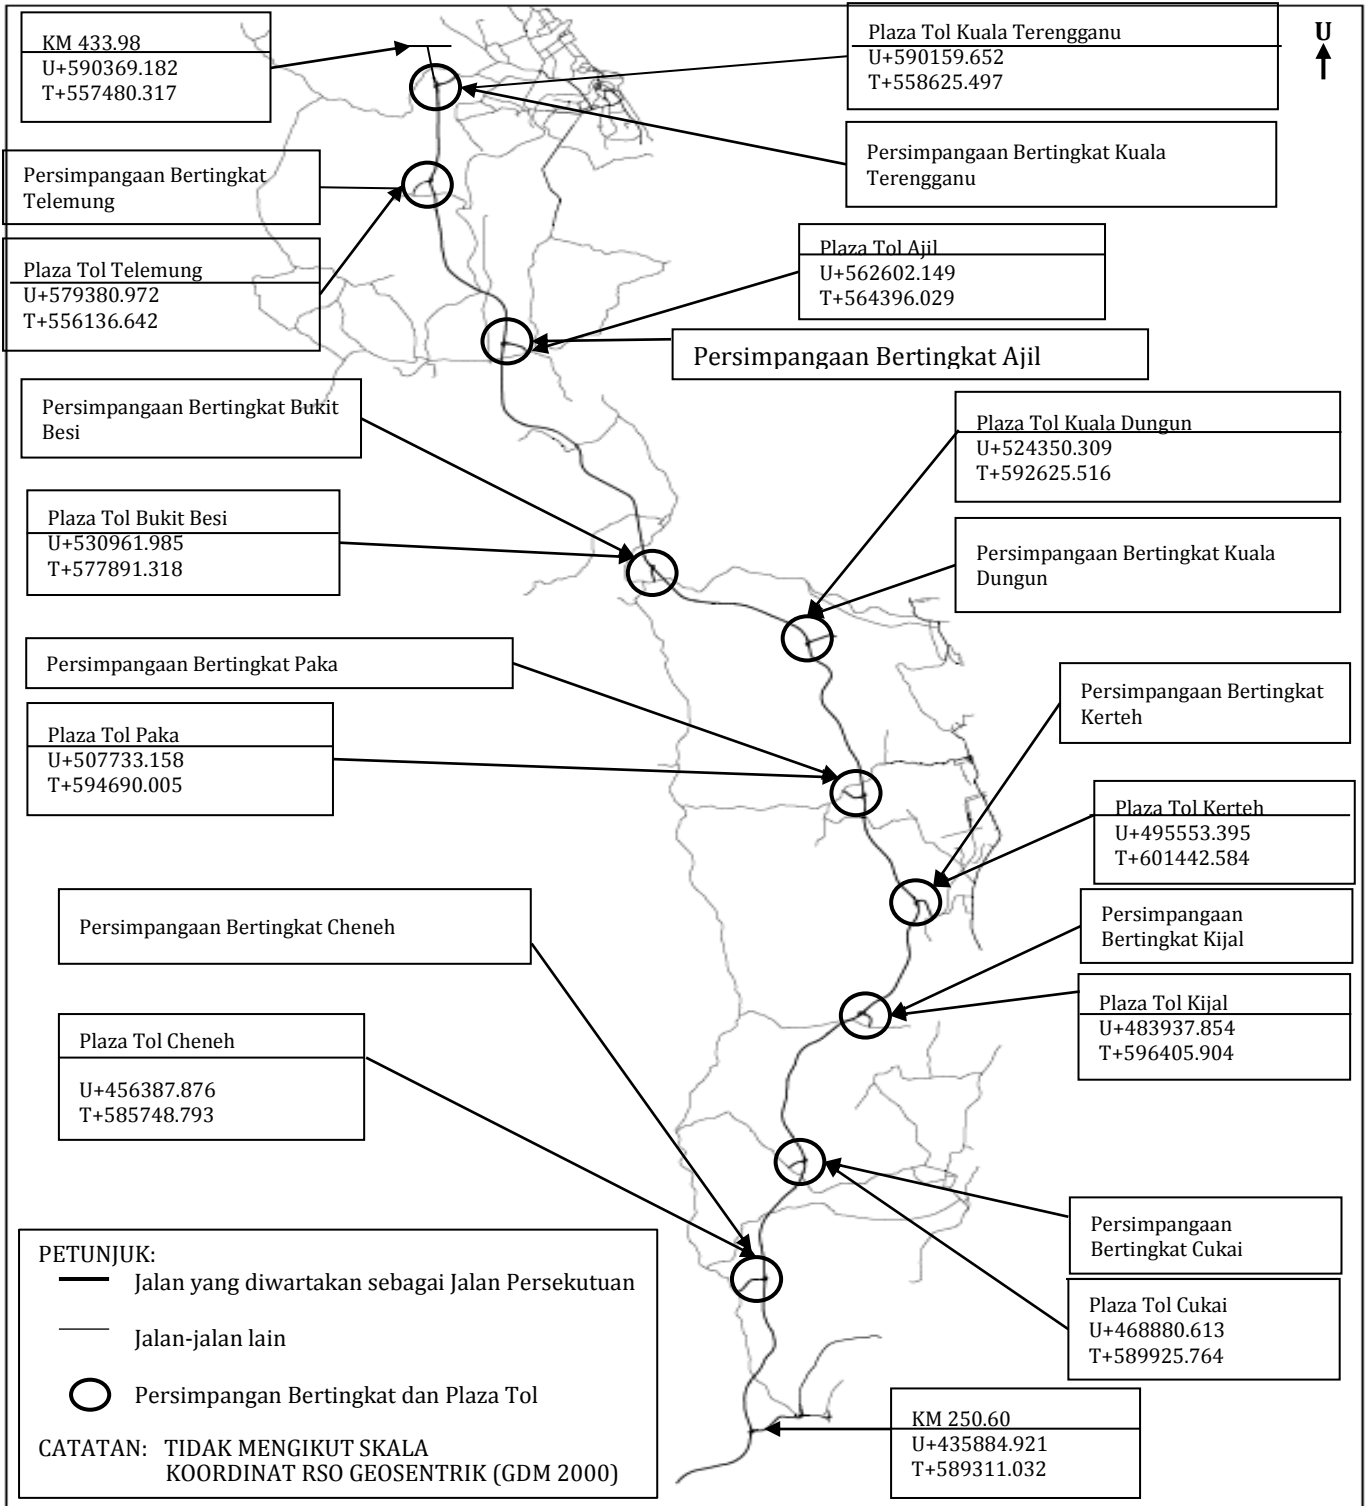 KM 433.98
U+590369.182
T+557480.317
Plaza Tol Kuala Terengganu
U+590159.652
T+558625.497
U
Persimpangaan Bertingkat Kuala
Terengganu
Persimpangaan Bertingkat
Telemung
Plaza Tol Telemung
U+579380.972
T+556136.642
Plaza Tol Ajil
U+562602.149
T+564396.029
Persimpangaan Bertingkat Ajil
Persimpangaan Bertingkat Bukit
Besi
Plaza Tol Kuala Dungun
U+524350.309
T+592625.516
Plaza Tol Bukit Besi
U+530961.985
T+577891.318
Persimpangaan Bertingkat Kuala
Dungun
Persimpangaan Bertingkat Paka
Persimpangaan Bertingkat
Kerteh
Plaza Tol Paka
U+507733.158
T+594690.005
Plaza Tol Kerteh
U+495553.395
T+601442.584
Persimpangaan Bertingkat Cheneh
Persimpangaan
Bertingkat Kijal
Plaza Tol Kijal
U+483937.854
T+596405.904
Plaza Tol Cheneh
U+456387.876
T+585748.793
Persimpangaan
Bertingkat Cukai
Plaza Tol Cukai
U+468880.613
T+589925.764
KM 250.60
U+435884.921
T+589311.032
PETUNJUK:
Jalan yang diwartakan sebagai Jalan Persekutuan
Jalan-jalan lain
Persimpangan Bertingkat dan Plaza Tol
CATATAN: TIDAK MENGIKUT SKALA
KOORDINAT RSO GEOSENTRIK (GDM 2000)